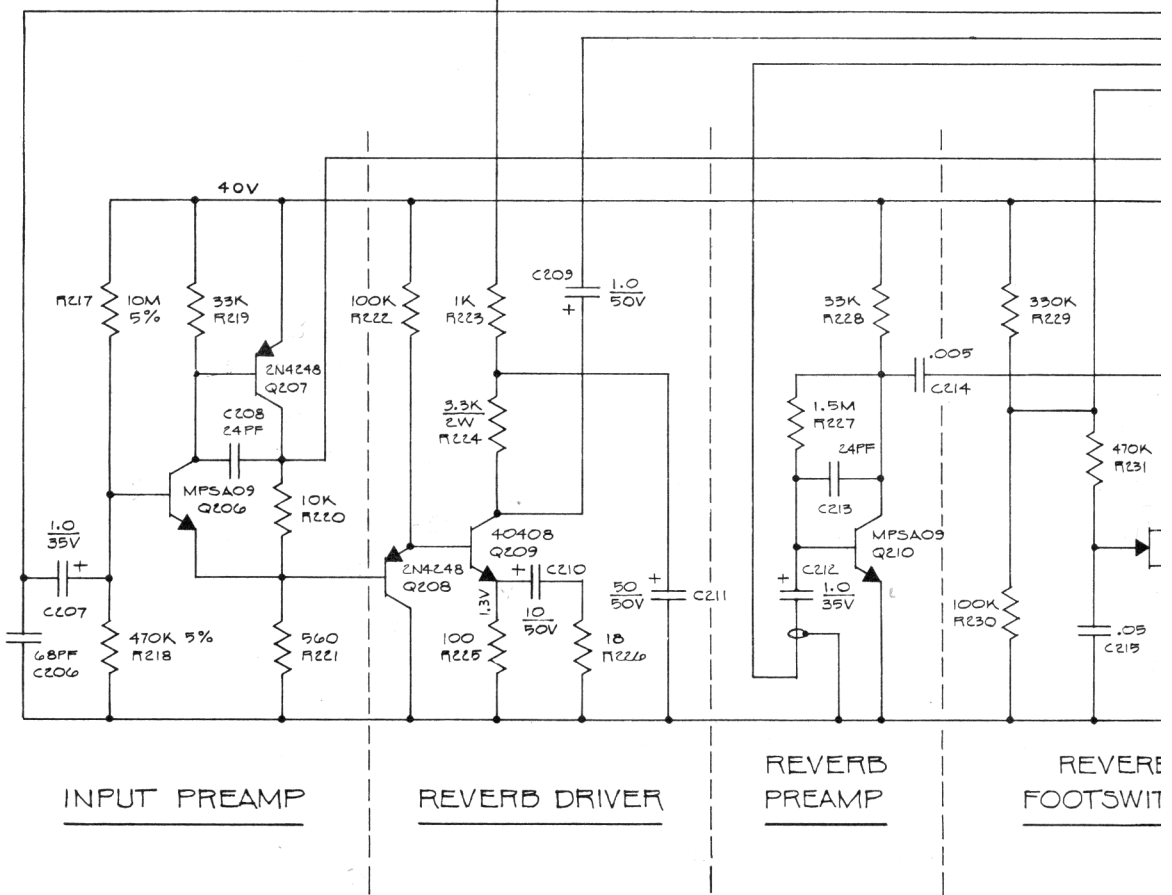 40V
R217
10M
5%
33K
R219
2N4248
Q207
C208
24PF
MPSA09
Q206
10K
R220
1.0
35V
+
C207
68PF
C206
470K 5%
R218
560
R221
INPUT PREAMP
100K
R222
1K
R223
C209
1.0
50V
+
3.3K
2W
R224
40408
Q209
2N4248
Q208
1.3V
+
C210
10
50V
100
R225
18
R226
+
50
50V
C211
REVERB DRIVER
33K
R228
.005
C214
1.5M
R227
24PF
C213
MPSA09
Q210
+
C212
1.0
35V
REVERB
PREAMP
330K
R229
470K
R231
100K
R230
.05
C215
REVERB
FOOTSWIT